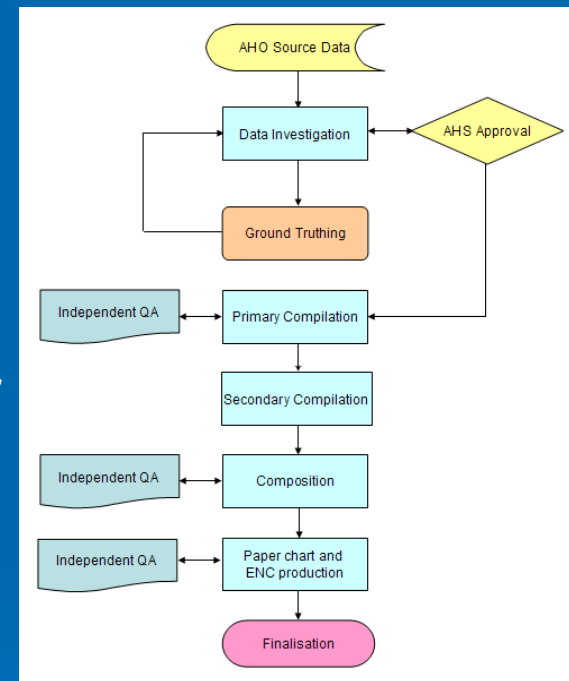 AHO Source Data
Data Investigation
AHS Approval
Ground Truthing
Independent QA
Primary Compilation
Secondary Compilation
Independent QA
Composition
Independent QA
Paper chart and
ENC production
Finalisation